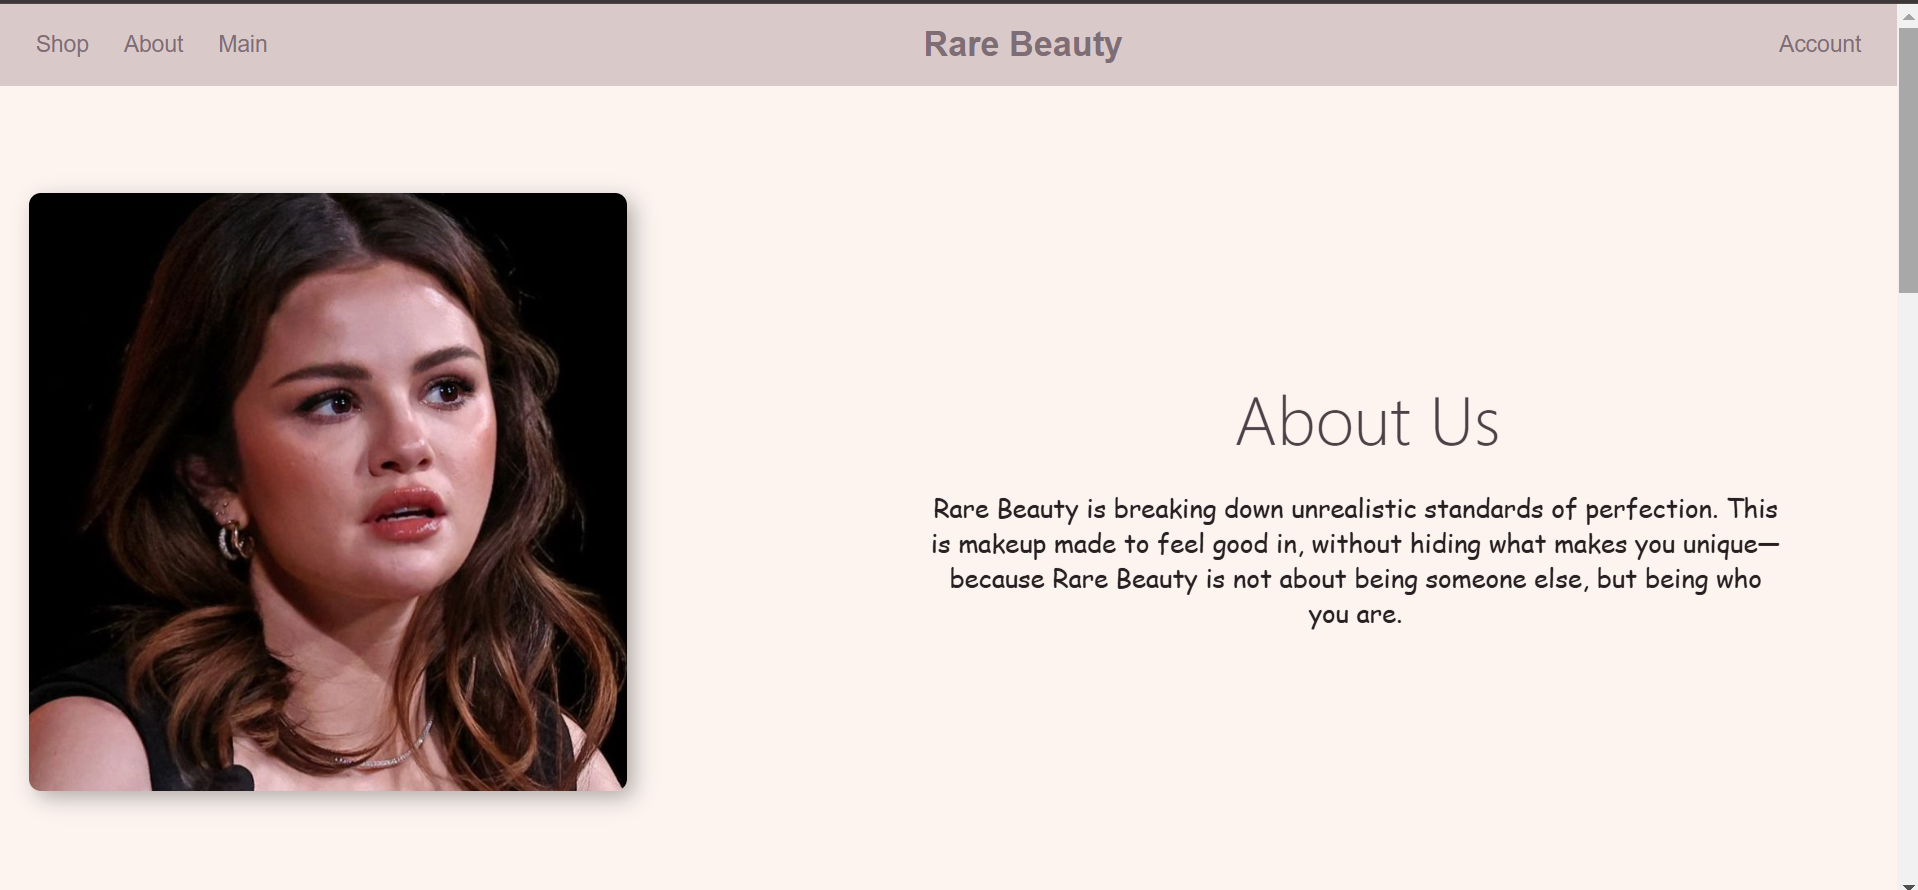 Shop About Main Rare Beauty Account
About Us
Rare Beauty is breaking down unrealistic standards of perfection. This
is makeup made to feel good in, without hiding what makes you unique—
because Rare Beauty is not about being someone else, but being who
you are.